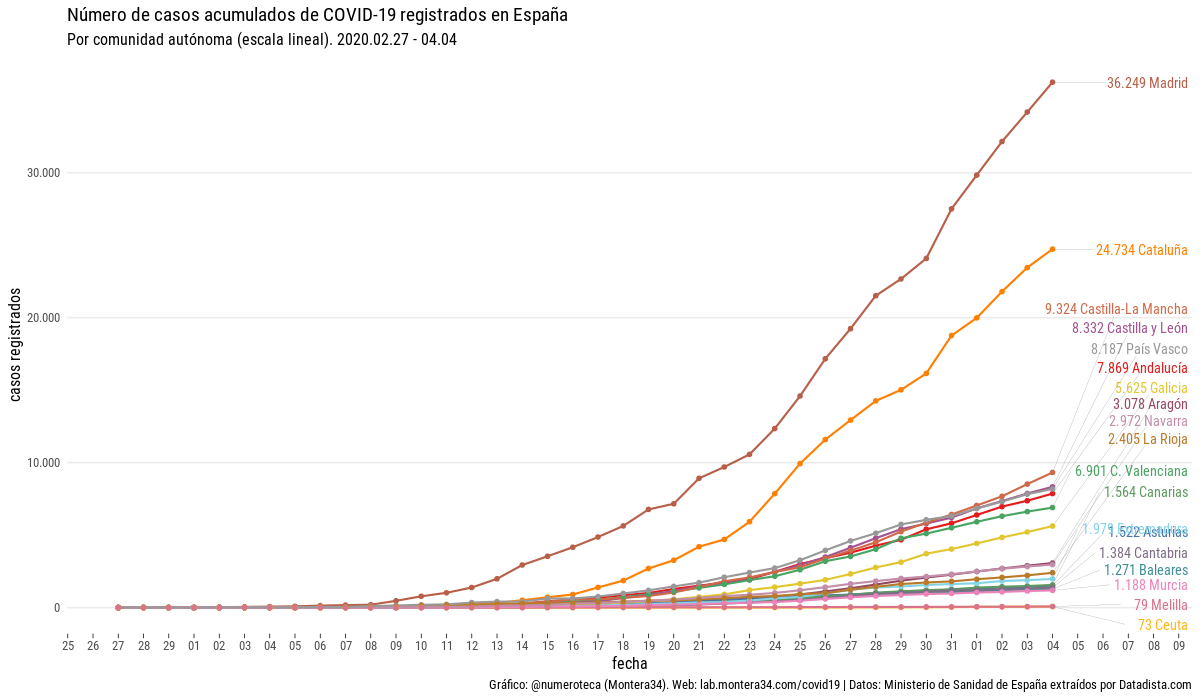 Número de casos acumulados de COVID-19 registrados en España
Por comunidad autónoma (escala lineal). 2020.02.27 - 04.04
casos registrados
30.000
20.000
10.000
0
36.249 Madrid
24.734 Cataluña
9.324 Castilla-La Mancha
8.332 Castilla y León
8.187 País Vasco
7.869 Andalucía
5.625 Galicia
3.078 Aragón
2.972 Navarra
2.405 La Rioja
6.901 C. Valenciana
1.564 Canarias
1.979 Extremadura
1.522 Asturias
1.384 Cantabria
1.271 Baleares
1.188 Murcia
79 Melilla
73 Ceuta
25 26 27 28 29 01 02 03 04 05 06 07 08 09 10 11 12 13 14 15 16 17 18 19 20 21 22 23 24 25 26 27 28 29 30 31 01 02 03 04 05 06 07 08 09
fecha
Gráfico: @numeroteca (Montera34). Web: lab.montera34.com/covid19 | Datos: Ministerio de Sanidad de España extraídos por Datadista.com